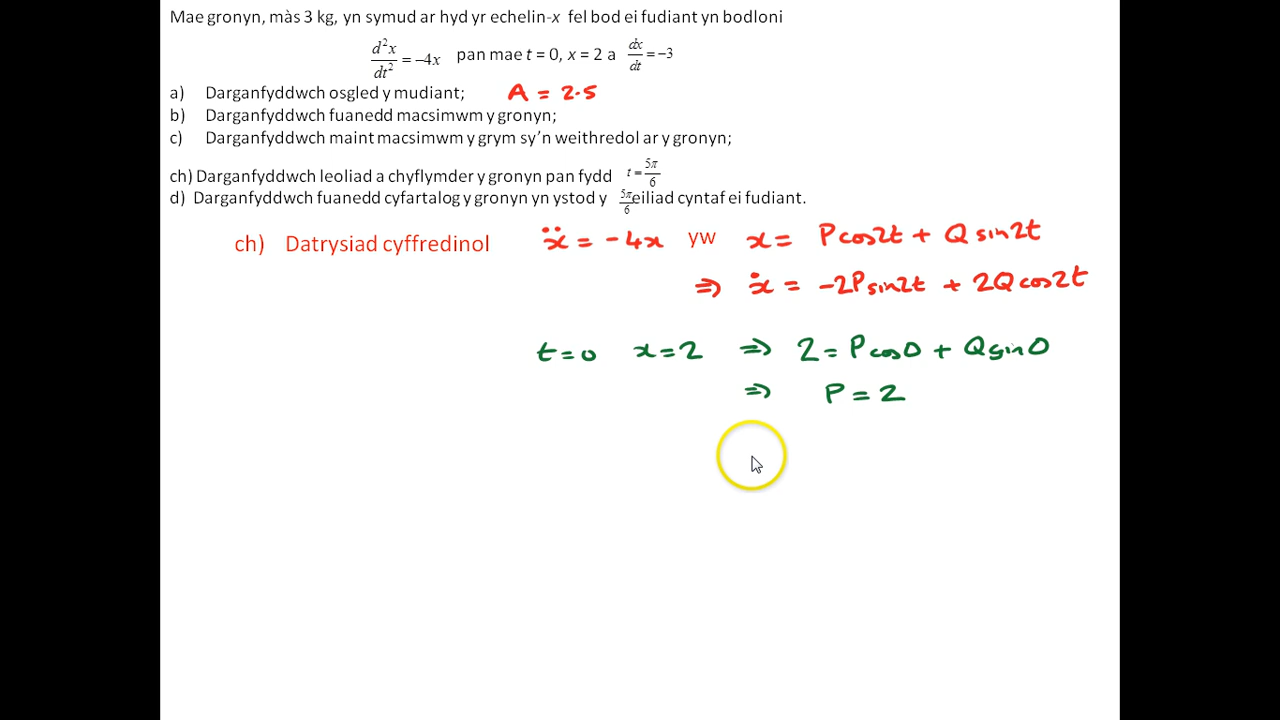 Mae gronyn, màs 3 kg, yn symud ar hyd yr echelin-x fel bod ei fudiant yn bodloni
d²x/dt² = –4x pan mae t = 0, x = 2 a dx/dt = –3
a) Darganfyddwch osgled y mudiant; A = 2.5
b) Darganfyddwch fuanedd macsimwm y gronyn;
c) Darganfyddwch maint macsimwm y grym sy'n weithredol ar y gronyn;
ch) Darganfyddwch leoliad a chyflymder y gronyn pan fydd t = 5π/6
d) Darganfyddwch fuanedd cyfartalog y gronyn yn ystod y 5π/6 eiliad cyntaf ei fudiant.
ch) Datrysiad cyffredinol ẍ = -4x yw x = Pcos2t + Qsin2t
⇒ ẋ = -2Psin2t + 2Qcos2t
t=0 x=2 ⇒ 2 = Pcos0 + Qsin0
⇒ P = 2